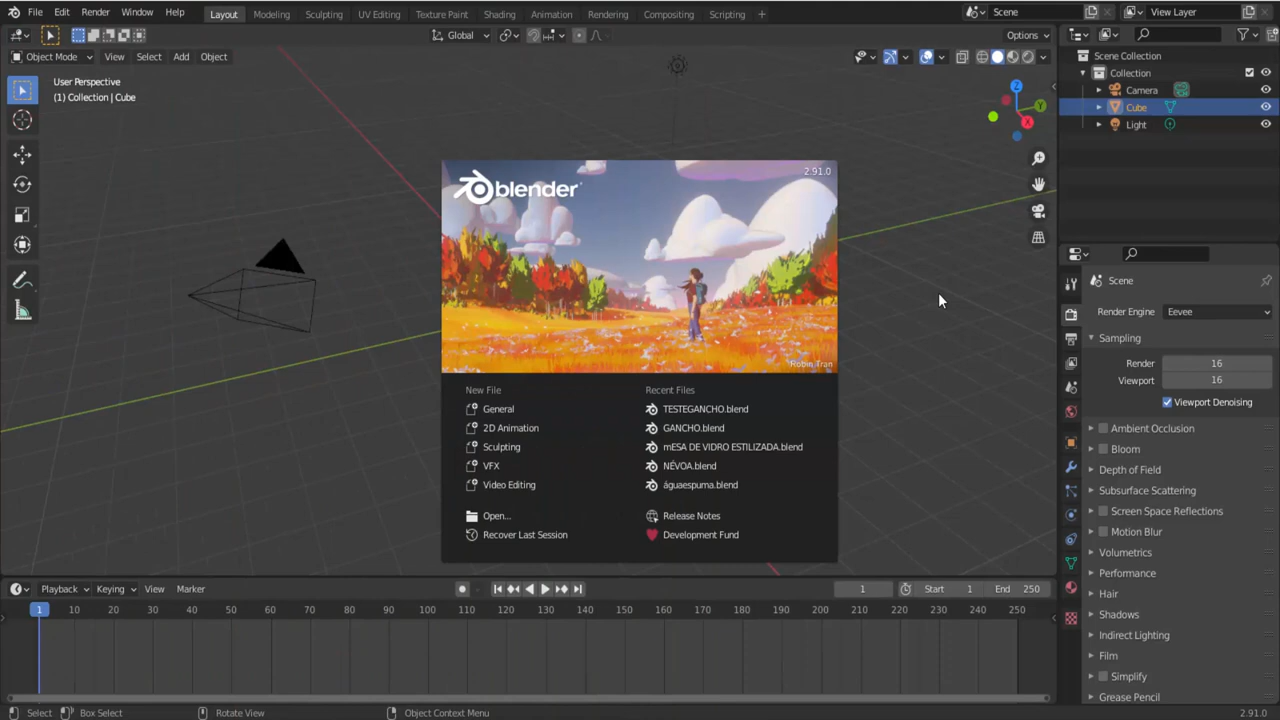 File Edit Render Window Help Layout Modeling Sculpting UV Editing Texture Paint Shading Animation Rendering Compositing Scripting + Scene View Layer
Global Options
Object Mode View Select Add Object
User Perspective
(1) Collection | Cube
Z
Y
X
Scene Collection
Collection
Camera
Cube
Light
blender
2.91.0
Robin Tran
New File
General
2D Animation
Sculpting
VFX
Video Editing
Open...
Recover Last Session
Recent Files
TESTEGANCHO.blend
GANCHO.blend
mESA DE VIDRO ESTILIZADA.blend
NÉVOA.blend
águaespuma.blend
Release Notes
Development Fund
Scene
Render Engine Eevee
Sampling
Render 16
Viewport 16
Viewport Denoising
Ambient Occlusion
Bloom
Depth of Field
Subsurface Scattering
Screen Space Reflections
Motion Blur
Volumetrics
Performance
Hair
Shadows
Indirect Lighting
Film
Simplify
Grease Pencil
Playback Keying View Marker 1 Start 1 End 250
1 10 20 30 40 50 60 70 80 90 100 110 120 130 140 150 160 170 180 190 200 210 220 230 240 250
Select Box Select Rotate View Object Context Menu 2.91.0